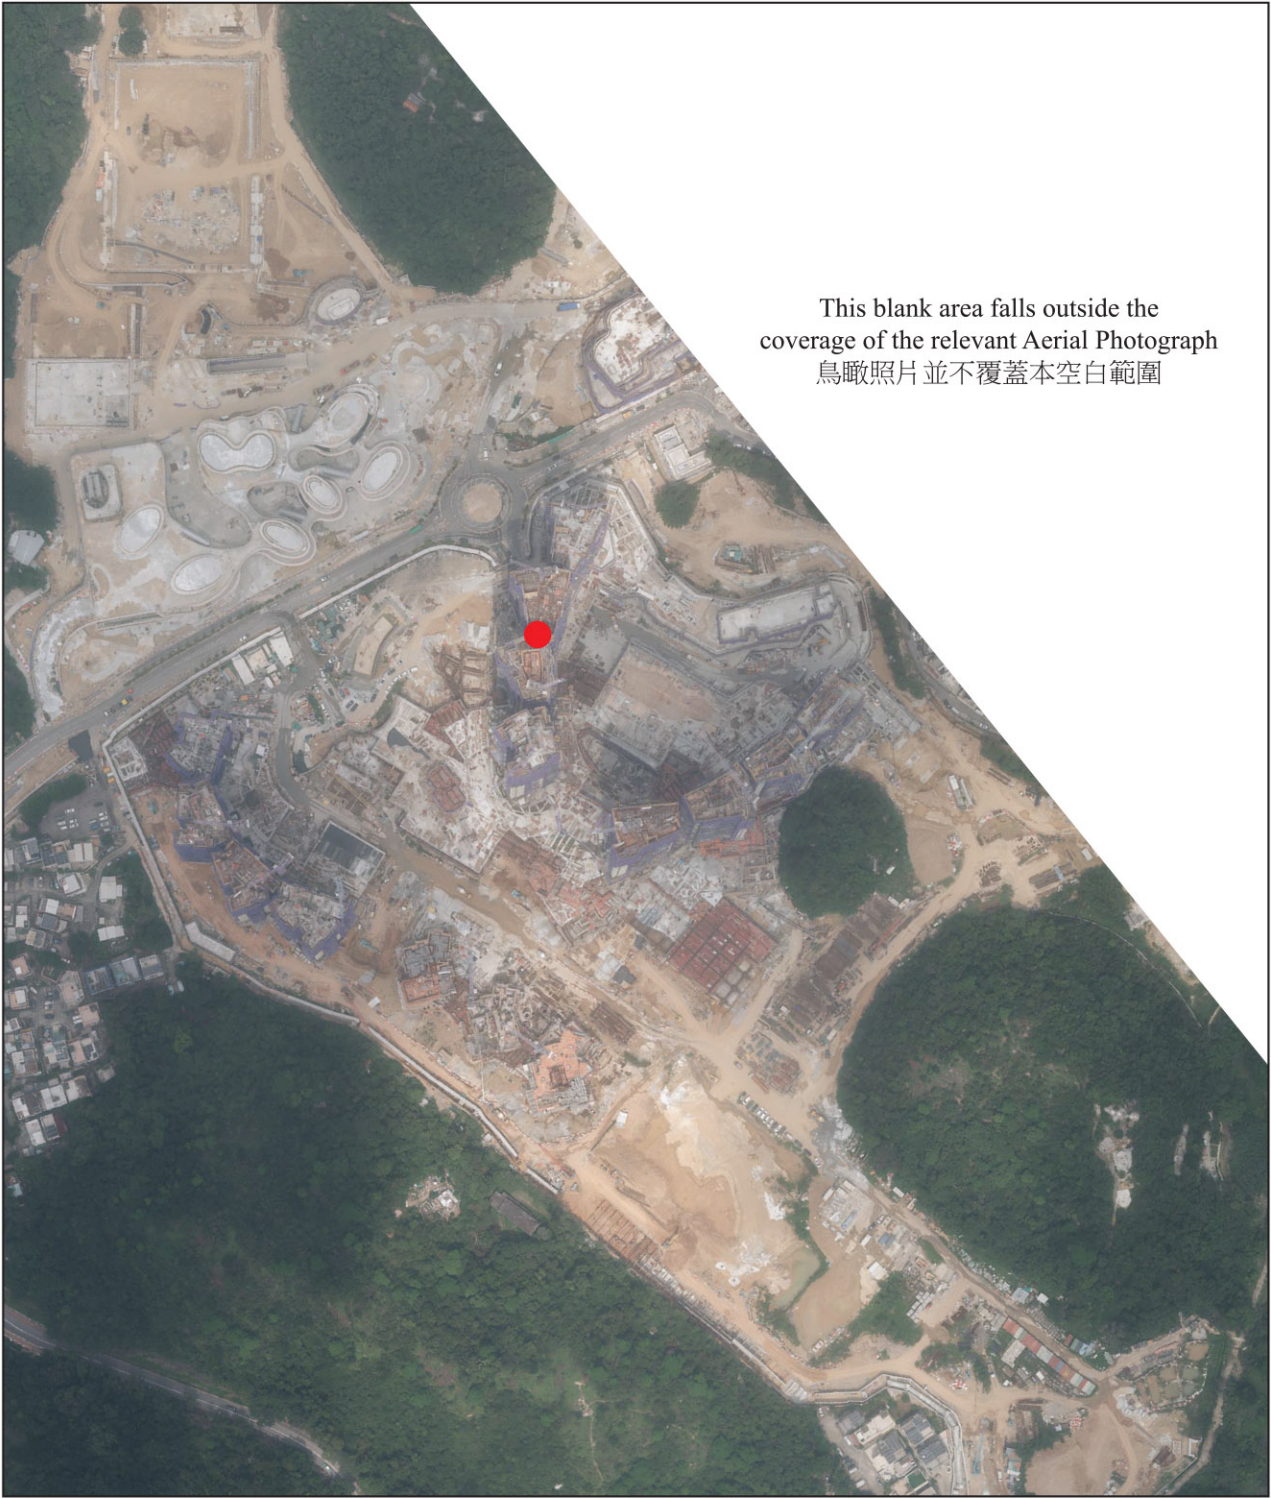 This blank area falls outside the
coverage of the relevant Aerial Photograph
鳥瞰照片並不覆蓋本空白範圍